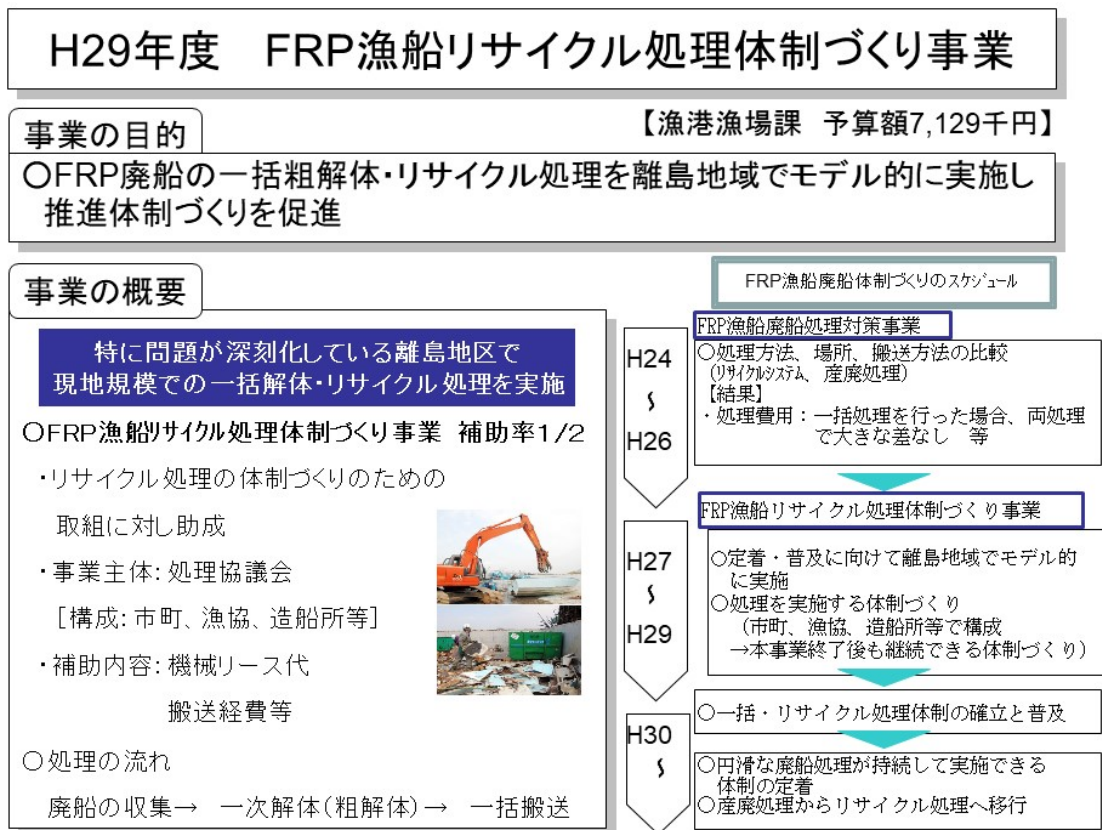 H29年度　FRP漁船リサイクル処理体制づくり事業
【漁港漁場課　予算額7,129千円】
事業の目的
〇FRP廃船の一括粗解体・リサイクル処理を離島地域でモデル的に実施し
推進体制づくりを促進
事業の概要
特に問題が深刻化している離島地区で
現地規模での一括解体・リサイクル処理を実施
〇FRP漁船ﾘｻｲｸﾙ処理体制づくり事業 補助率1/2
・リサイクル処理の体制づくりのための
取組に対し助成
・事業主体：処理協議会
［構成：市町、漁協、造船所等］
・補助内容：機械リース代
搬送経費等
〇処理の流れ
廃船の収集→　一次解体（粗解体）→　一括搬送
FRP漁船廃船体制づくりのｽｹｼﾞｭｰﾙ
H24
～
H26
FRP漁船廃船処理対策事業
〇処理方法、場所、搬送方法の比較
（ﾘｻｲｸﾙｼｽﾃﾑ、産廃処理）
【結果】
・処理費用：一括処理を行った場合、両処理
で大きな差なし　等
H27
～
H29
FRP漁船リサイクル処理体制づくり事業
〇定着・普及に向けて離島地域でモデル的
に実施
〇処理を実施する体制づくり
（市町、漁協、造船所等で構成
→本事業終了後も継続できる体制づくり）
H30
～
〇一括・リサイクル処理体制の確立と普及
〇円滑な廃船処理が持続して実施できる
体制の定着
〇産廃処理からリサイクル処理へ移行